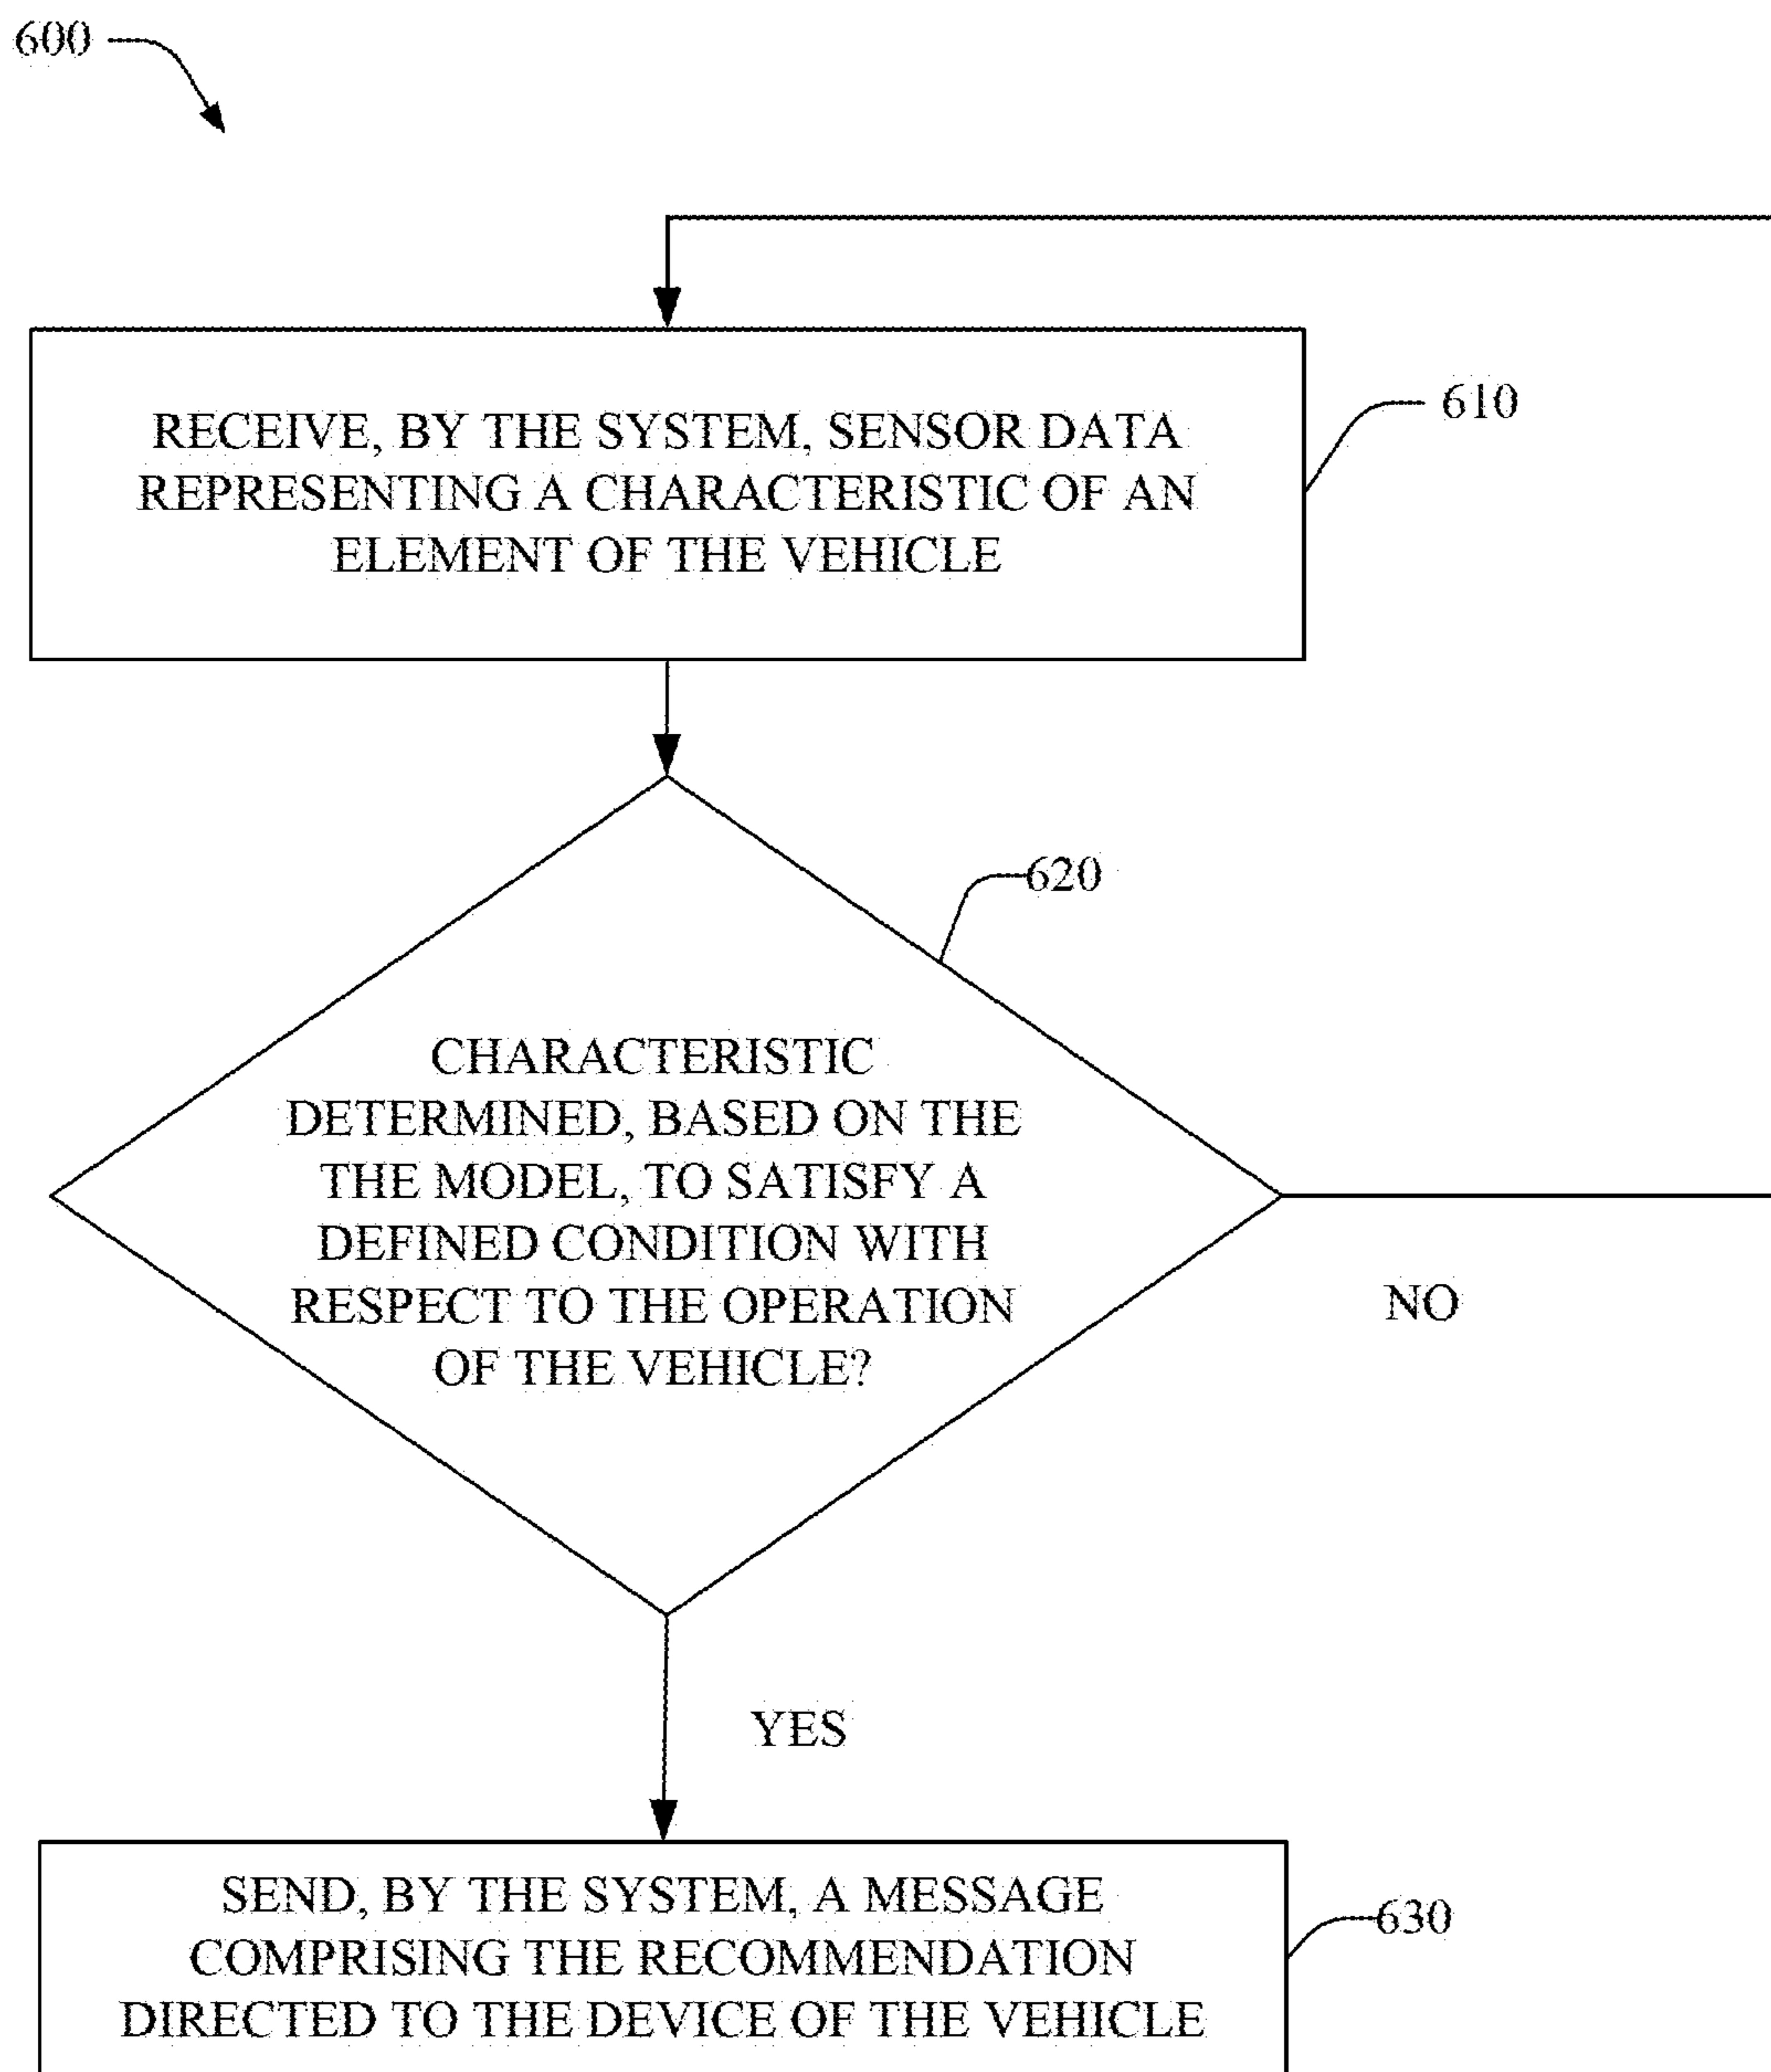 600
RECEIVE, BY THE SYSTEM, SENSOR DATA
REPRESENTING A CHARACTERISTIC OF AN
ELEMENT OF THE VEHICLE
610
620
CHARACTERISTIC
DETERMINED, BASED ON THE
THE MODEL, TO SATISFY A
DEFINED CONDITION WITH
RESPECT TO THE OPERATION
OF THE VEHICLE?
NO
YES
SEND, BY THE SYSTEM, A MESSAGE
COMPRISING THE RECOMMENDATION
DIRECTED TO THE DEVICE OF THE VEHICLE
630